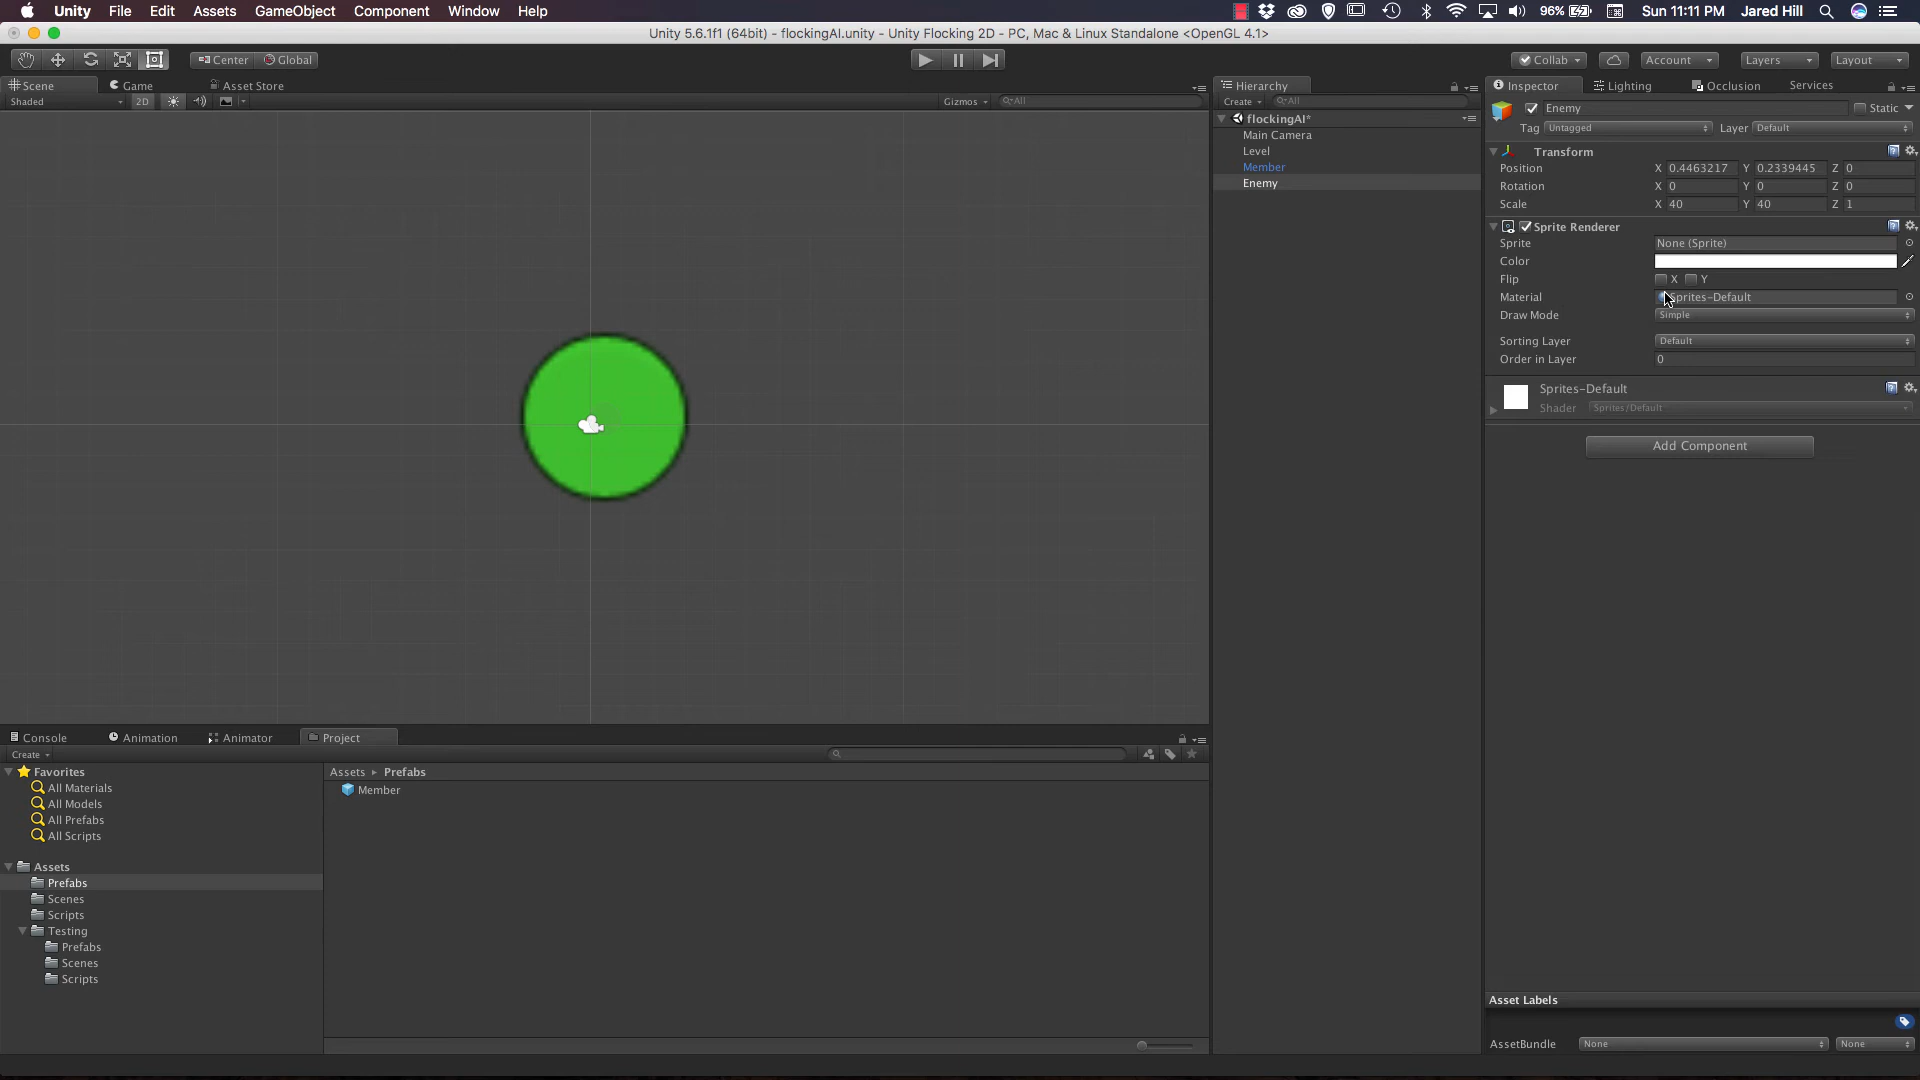 Unity File Edit Assets GameObject Component Window Help 96% Sun 11:11 PM Jared Hill
Unity 5.6.1f1 (64bit) - flockingAI.unity - Unity Flocking 2D - PC, Mac & Linux Standalone <OpenGL 4.1>
Center Global Collab Account Layers Layout
Scene Game Asset Store
Shaded 2D Gizmos All
Hierarchy
Create All
flockingAI*
Main Camera
Level
Member
Enemy
Inspector Lighting Occlusion Services
Enemy Static
Tag Untagged Layer Default
Transform
Position X 0.4463217 Y 0.2339445 Z 0
Rotation X 0 Y 0 Z 0
Scale X 40 Y 40 Z 1
Sprite Renderer
Sprite None (Sprite)
Color
Flip X Y
Material Sprites-Default
Draw Mode Simple
Sorting Layer Default
Order in Layer 0
Sprites-Default
Shader Sprites/Default
Add Component
Console Animation Animator Project
Create
Favorites
All Materials
All Models
All Prefabs
All Scripts
Assets
Prefabs
Scenes
Scripts
Testing
Prefabs
Scenes
Scripts
Assets Prefabs
Member
Asset Labels
AssetBundle None None